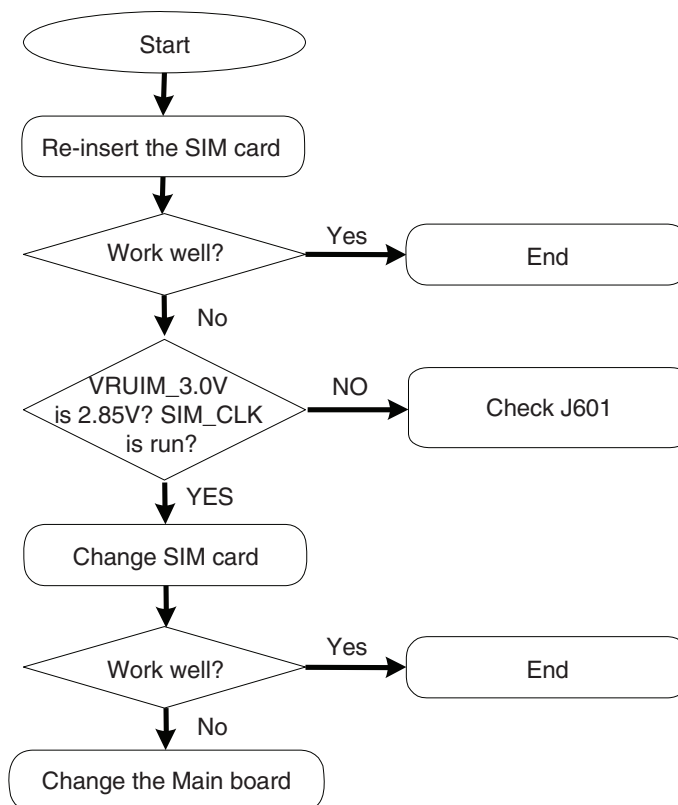 Start
Re-insert the SIM card
Work well?
Yes
End
No
VRUIM_3.0V
is 2.85V? SIM_CLK
is run?
NO
Check J601
YES
Change SIM card
Work well?
Yes
End
No
Change the Main board